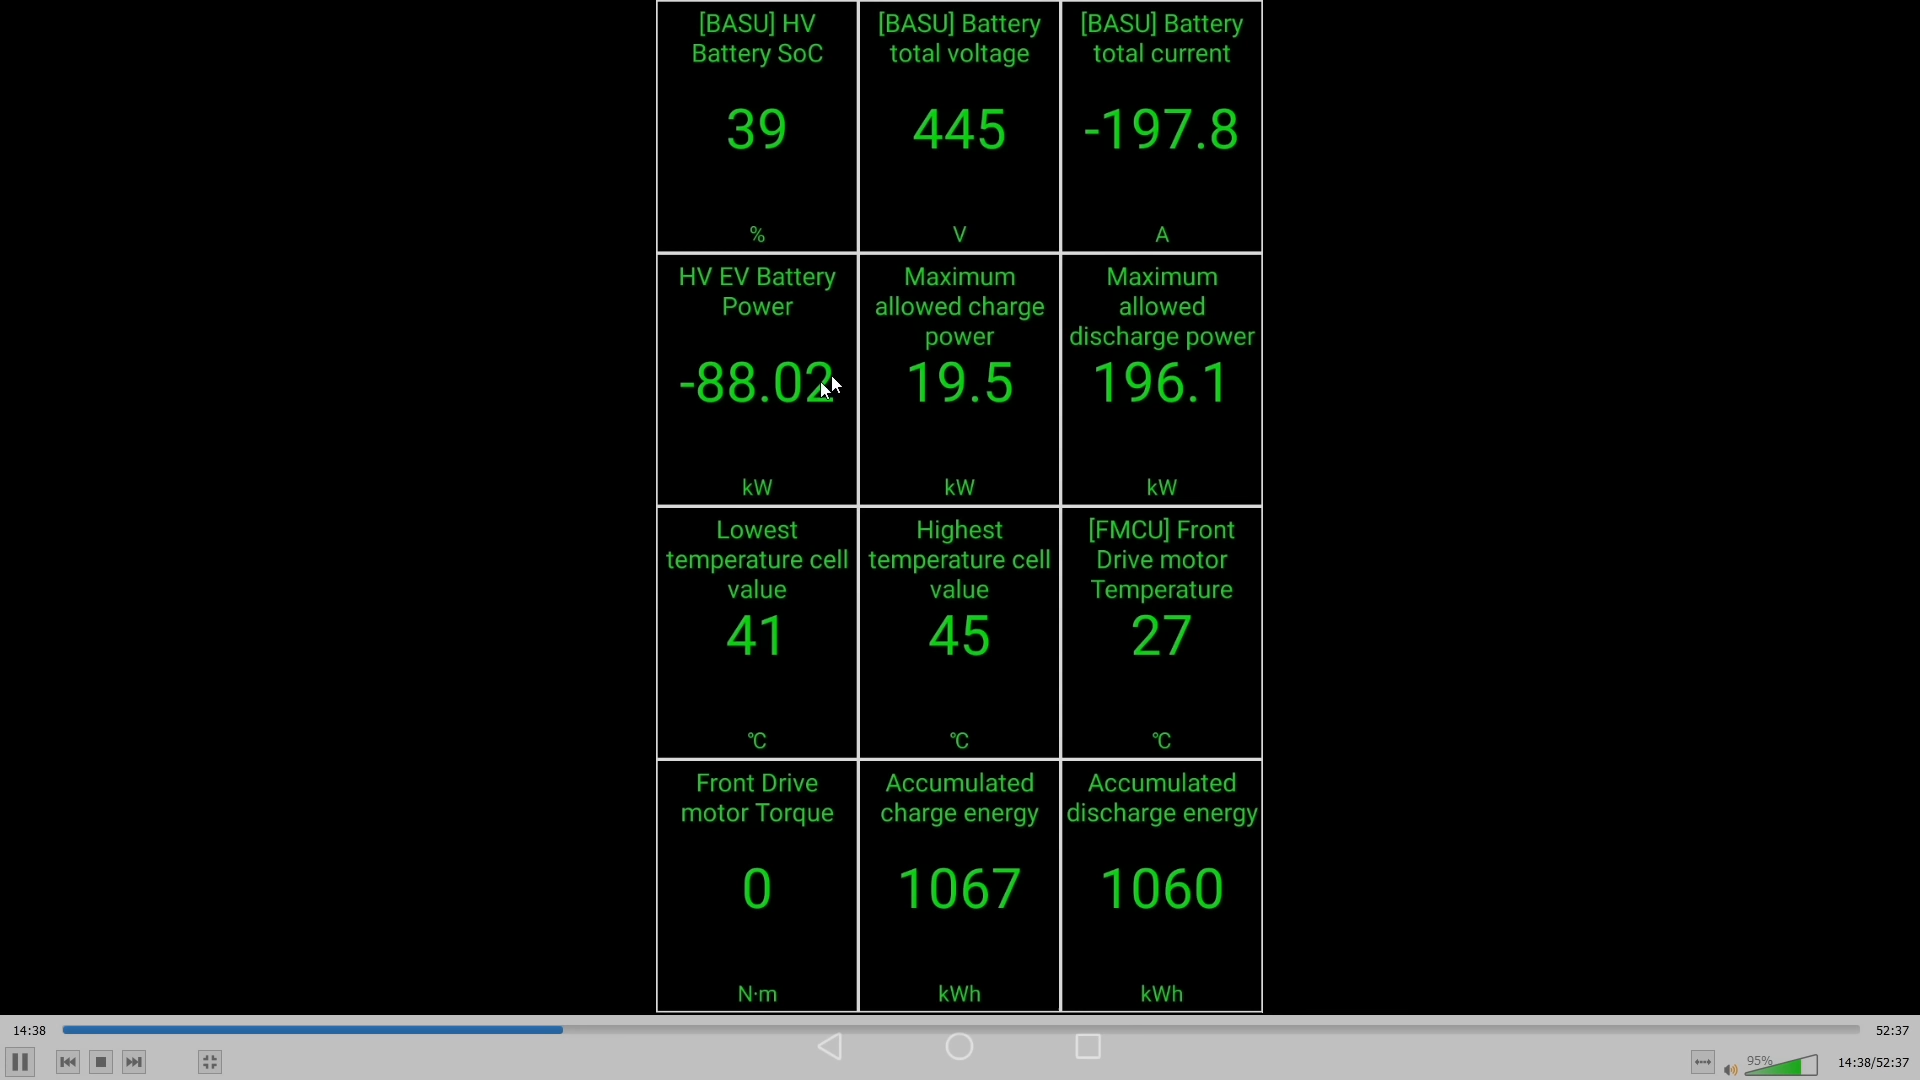 [BASU] HV
Battery SoC
39
%
[BASU] Battery
total voltage
445
V
[BASU] Battery
total current
-197.8
A
HV EV Battery
Power
-88.02
kW
Maximum
allowed charge
power
19.5
kW
Maximum
allowed
discharge power
196.1
kW
Lowest
temperature cell
value
41
°C
Highest
temperature cell
value
45
°C
[FMCU] Front
Drive motor
Temperature
27
°C
Front Drive
motor Torque
0
N·m
Accumulated
charge energy
1067
kWh
Accumulated
discharge energy
1060
kWh
14:38
52:37
95%
14:38/52:37